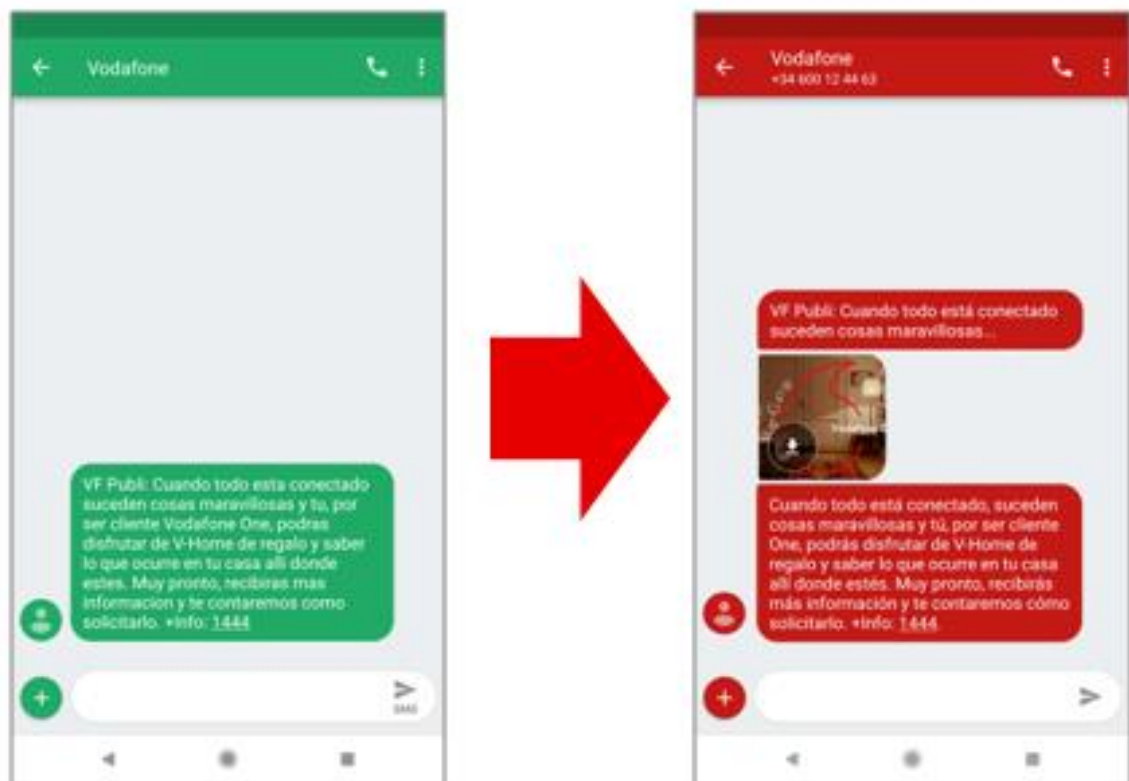 Vodafone
VF Publi: Cuando todo esta conectado
suceden cosas maravillosas y tu, por
ser cliente Vodafone One, podras
disfrutar de V-Home de regalo y saber
lo que ocurre en tu casa alli donde
estes. Muy pronto, recibiras mas
informacion y te contaremos como
solicitarlo. +Info: 1444
SMS
Vodafone
+34 600 12 44 63
VF Publi: Cuando todo está conectado
suceden cosas maravillosas...
Cuando todo está conectado, suceden
cosas maravillosas y tú, por ser cliente
One, podrás disfrutar de V-Home de
regalo y saber lo que ocurre en tu casa
allí donde estés. Muy pronto, recibirás
más información y te contaremos cómo
solicitarlo. +Info: 1444